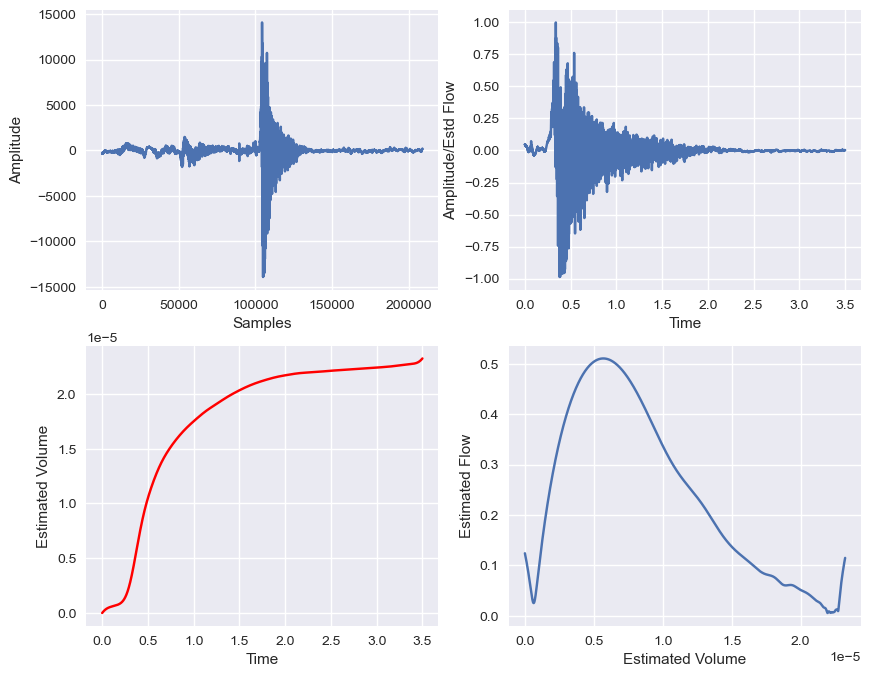 15000
10000
5000
0
−5000
−10000
−15000
Amplitude
0 50000 100000 150000 200000
Samples
1.00
0.75
0.50
0.25
0.00
−0.25
−0.50
−0.75
−1.00
Amplitude/Estd Flow
0.0 0.5 1.0 1.5 2.0 2.5 3.0 3.5
Time
1e−5
2.0
1.5
1.0
0.5
0.0
Estimated Volume
0.0 0.5 1.0 1.5 2.0 2.5 3.0 3.5
Time
0.5
0.4
0.3
0.2
0.1
0.0
Estimated Flow
0.0 0.5 1.0 1.5 2.0
Estimated Volume
1e−5